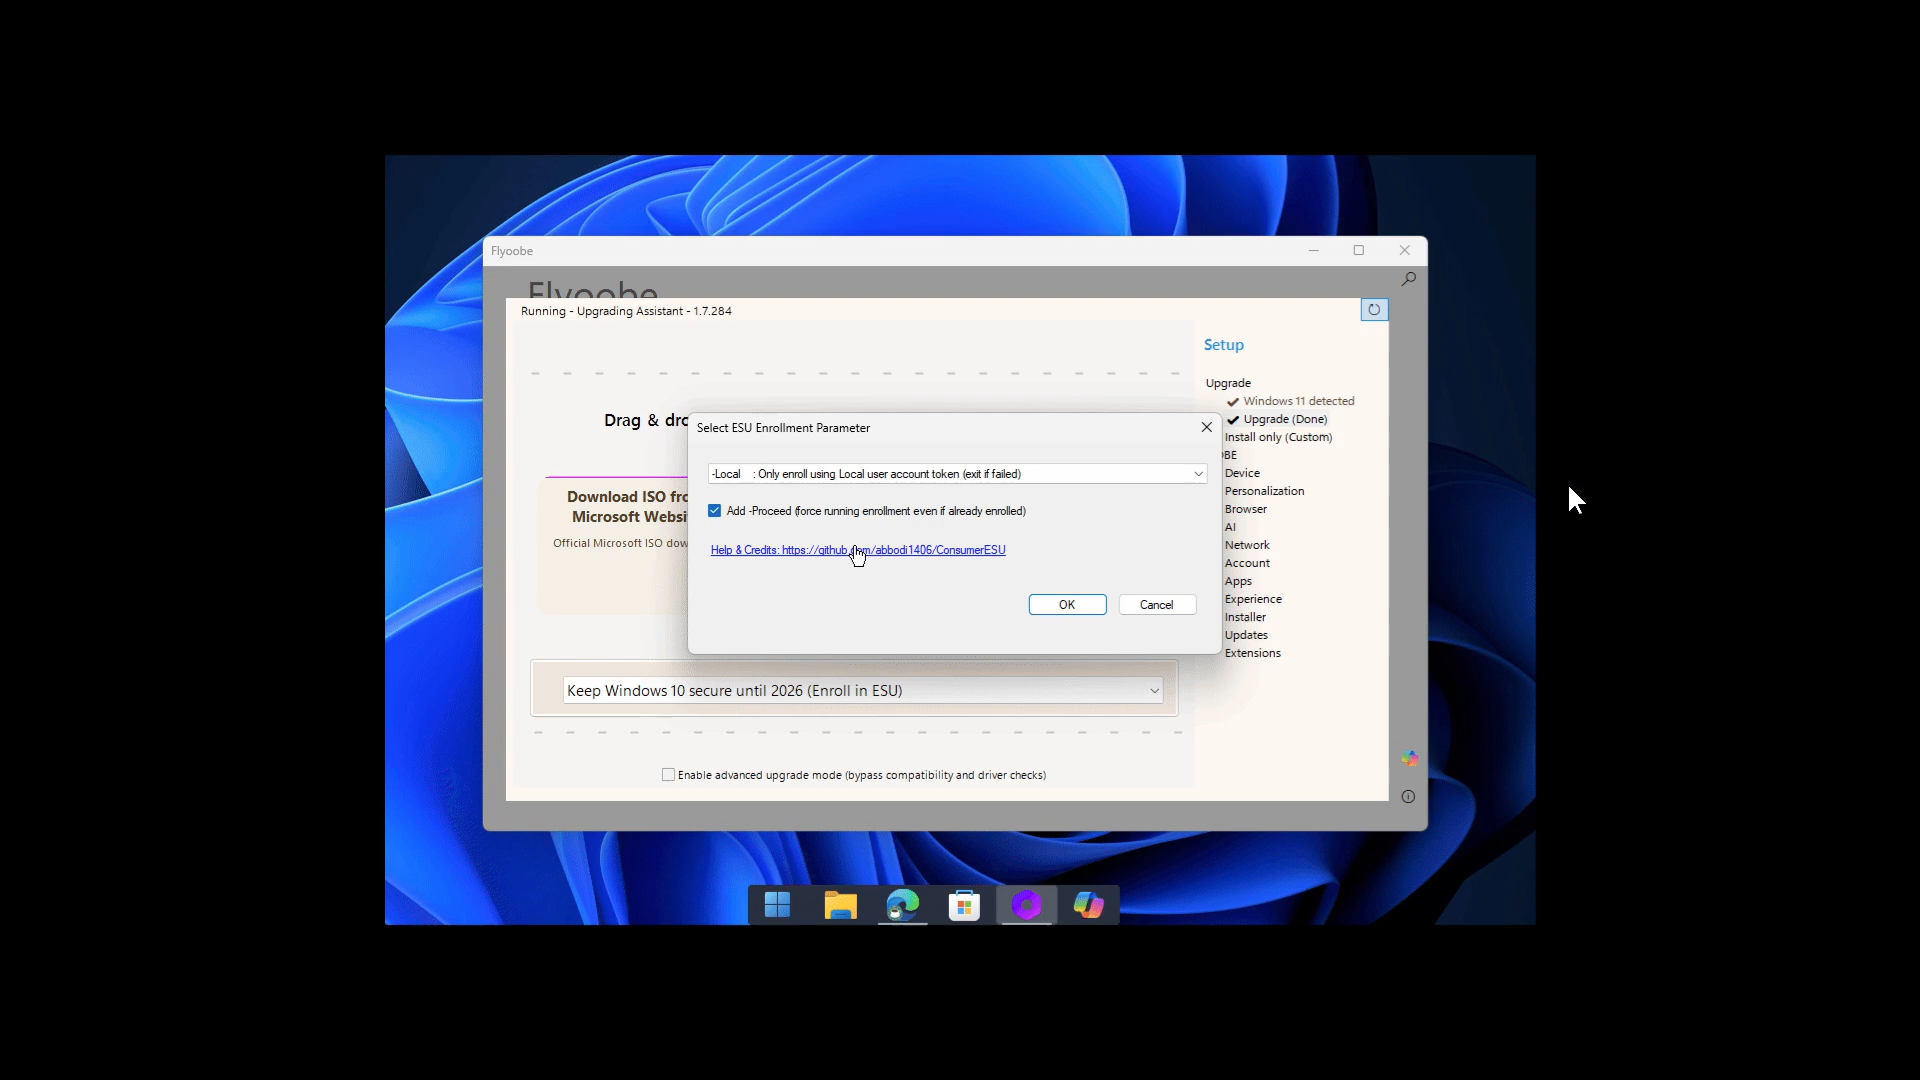 Flyoobe
Flyoobe
Running - Upgrading Assistant - 1.7.284
Setup
Upgrade
Windows 11 detected
Upgrade (Done)
Install only (Custom)
BE
Device
Personalization
Browser
AI
Network
Account
Apps
Experience
Installer
Updates
Extensions
Drag & dro
Download ISO fro
Microsoft Websi
Official Microsoft ISO dow
Select ESU Enrollment Parameter
-Local : Only enroll using Local user account token (exit if failed)
Add -Proceed (force running enrollment even if already enrolled)
Help & Credits: https://github.com/abbodi1406/ConsumerESU
OK Cancel
Keep Windows 10 secure until 2026 (Enroll in ESU)
Enable advanced upgrade mode (bypass compatibility and driver checks)